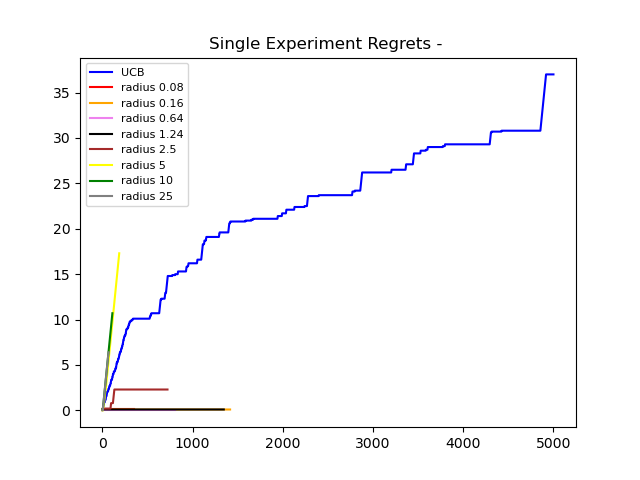 Single Experiment Regrets -
UCB
radius 0.08
radius 0.16
radius 0.64
radius 1.24
radius 2.5
radius 5
radius 10
radius 25
35
30
25
20
15
10
5
0
0 1000 2000 3000 4000 5000